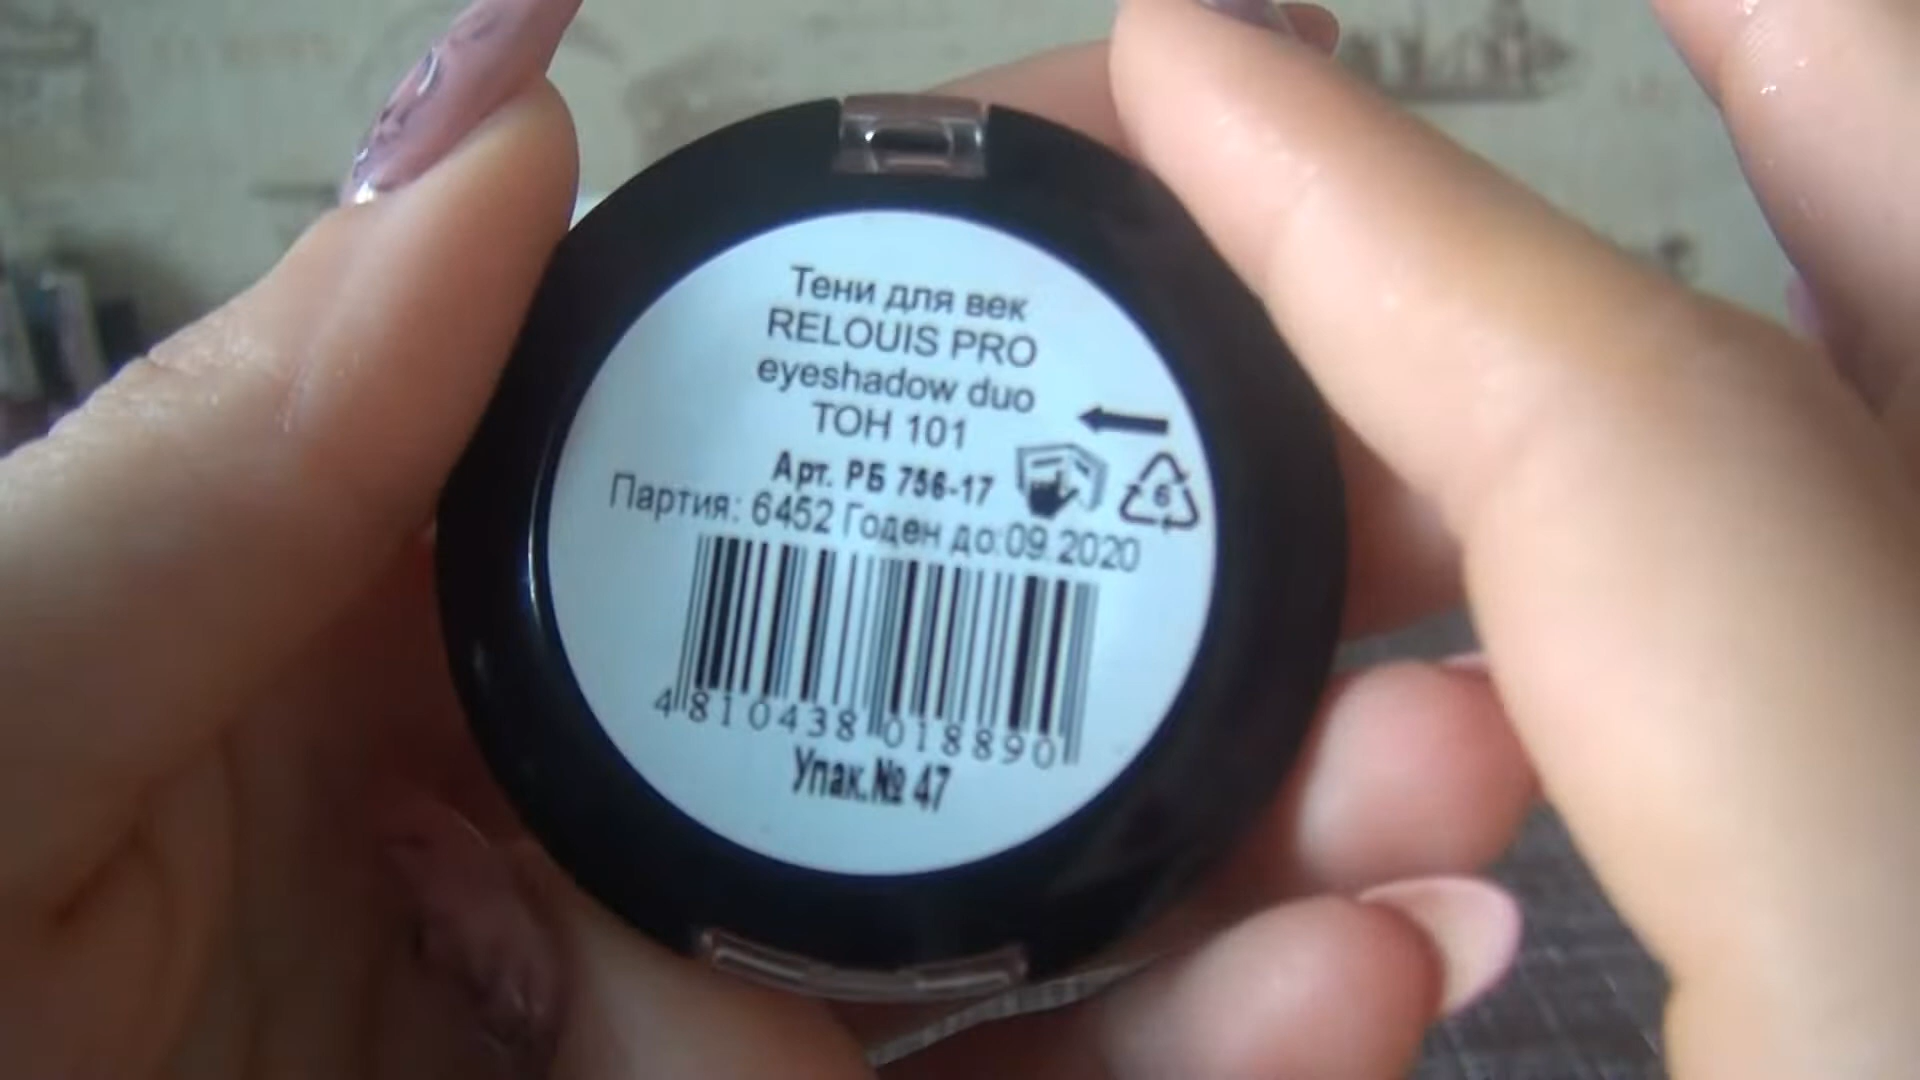 Тени для век
RELOUIS PRO
eyeshadow duo
ТОН 101
Арт. РБ 756-17
6
Партия: 6452 Годен до:09.2020
4 810438 018890
Упак.№ 47